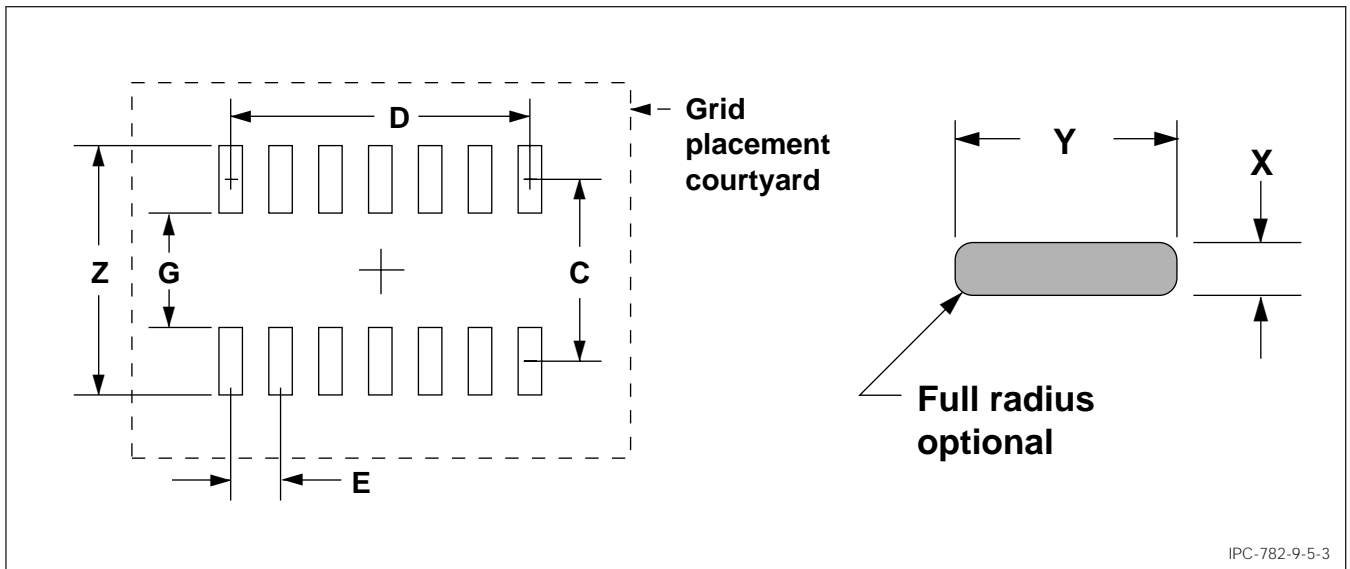 D
Grid
placement
courtyard
Z
G
C
E
Y
X
Full radius
optional
IPC-782-9-5-3